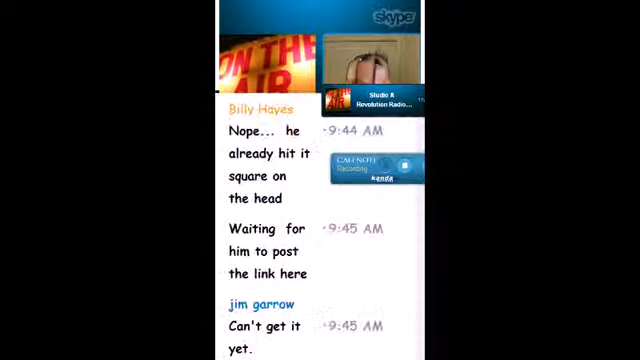 skype
ON THE
AIR
Studio A
Revolution Radio...
Billy Hayes
Nope... he
9:44 AM
already hit it
square on
the head
Recording
Waiting for
9:45 AM
him to post
the link here
jim garrow
Can't get it
9:45 AM
yet.